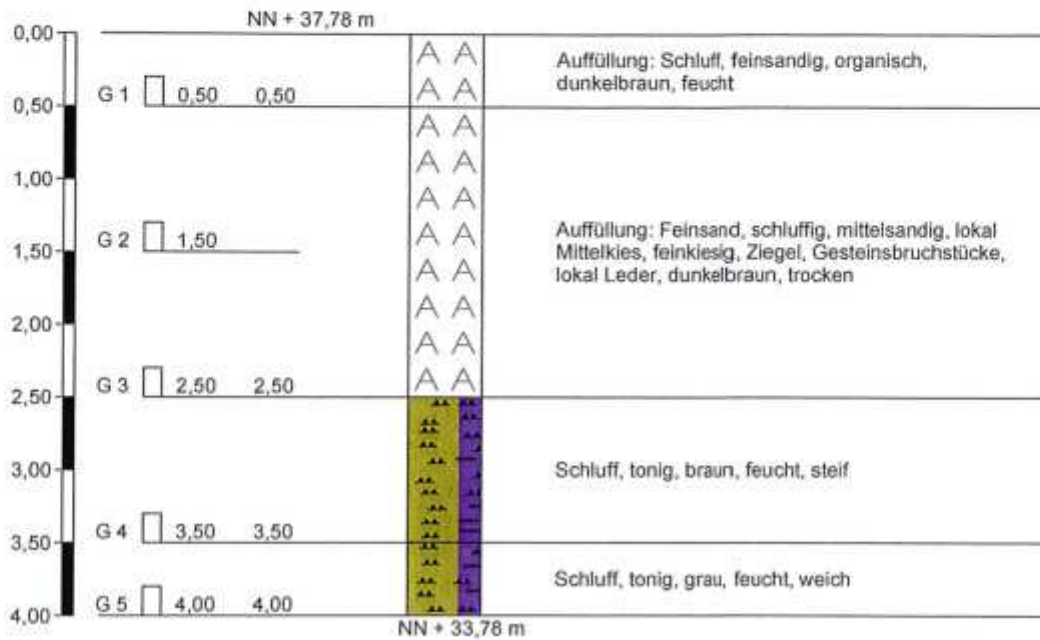 NN + 37,78 m
0,00
Auffüllung: Schluff, feinsandig, organisch,
dunkelbraun, feucht
G 1 0,50 0,50
0,50
A A
A A
A A
A A
A A
A A
A A
A A
A A
A A
1,00
Auffüllung: Feinsand, schluffig, mittelsandig, lokal
Mittelkies, feinkiesig, Ziegel, Gesteinsbruchstücke,
lokal Leder, dunkelbraun, trocken
G 2 1,50
1,50
2,00
G 3 2,50 2,50
2,50
3,00
Schluff, tonig, braun, feucht, steif
G 4 3,50 3,50
3,50
Schluff, tonig, grau, feucht, weich
G 5 4,00 4,00
4,00
NN + 33,78 m